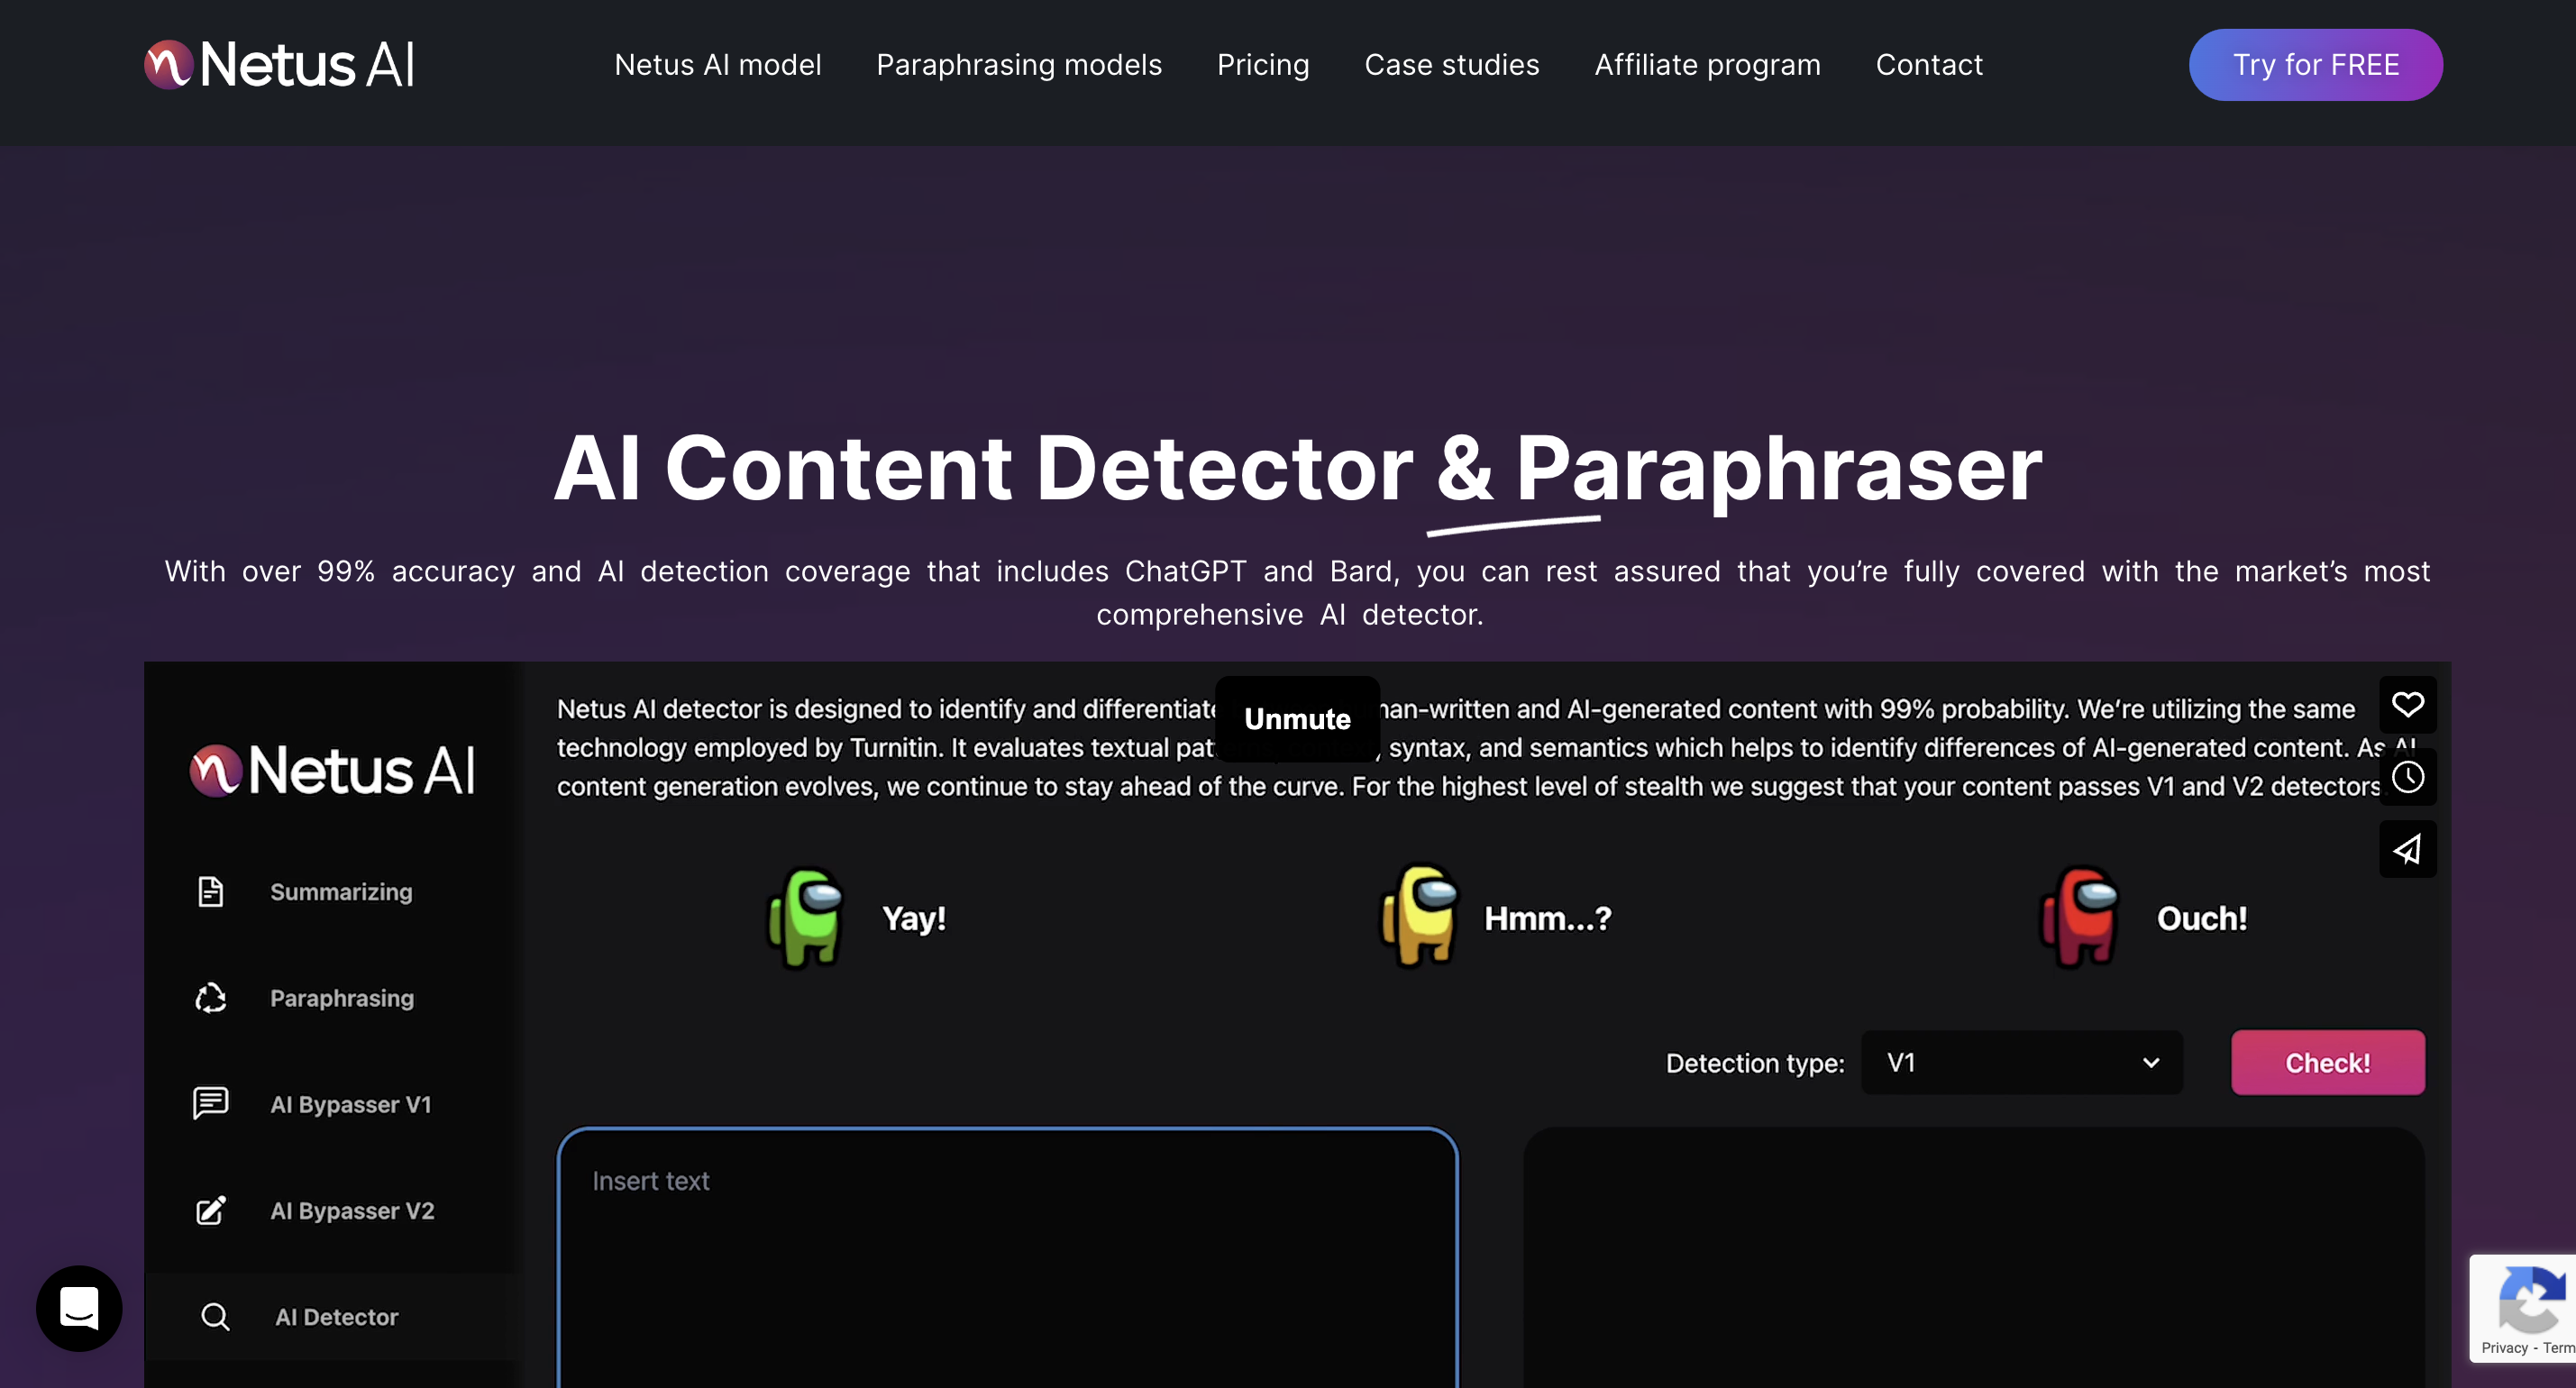 Netus AI
Netus AI model
Paraphrasing models
Pricing
Case studies
Affiliate program
Contact
Try for FREE
AI Content Detector & Paraphraser
With over 99% accuracy and AI detection coverage that includes ChatGPT and Bard, you can rest assured that you’re fully covered with the market’s most
comprehensive AI detector.
Netus AI
Summarizing
Paraphrasing
AI Bypasser V1
AI Bypasser V2
AI Detector
Unmute
Netus AI detector is designed to identify and differentiate man-written and AI-generated content with 99% probability. We’re utilizing the same
technology employed by Turnitin. It evaluates textual syntax, and semantics which helps to identify differences of AI-generated content. As AI
content generation evolves, we continue to stay ahead of the curve. For the highest level of stealth we suggest that your content passes V1 and V2 detectors.
Yay!
Hmm...?
Ouch!
Detection type:
V1
Check!
Insert text
Privacy - Term